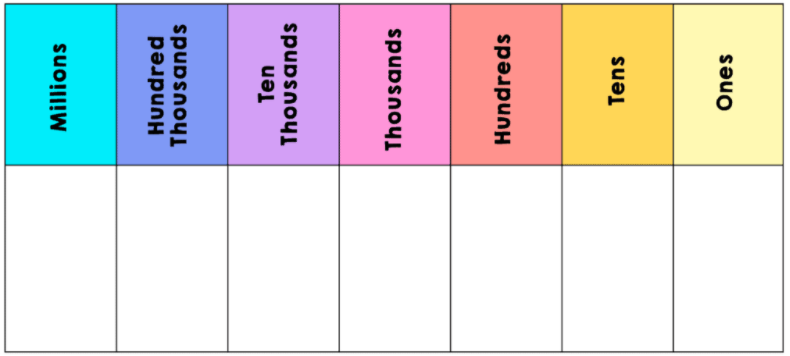 Millions
Hundred
Thousands
Ten
Thousands
Thousands
Hundreds
Tens
Ones